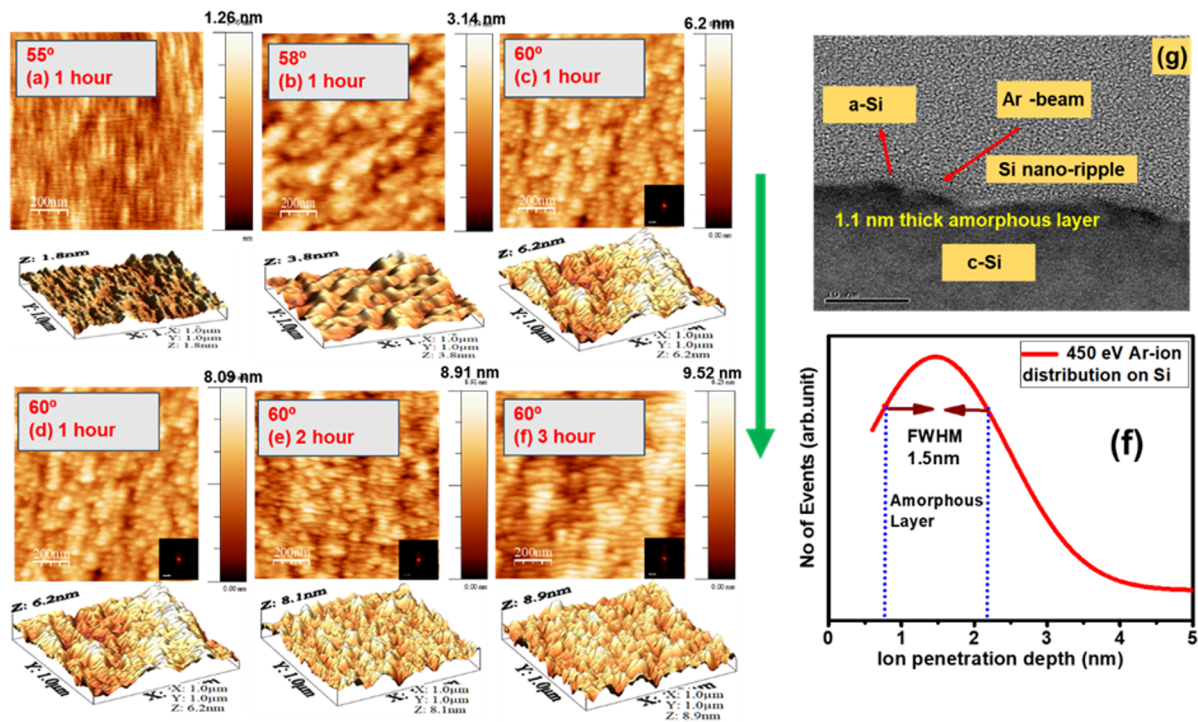 1.26 nm
55º
(a) 1 hour
200nm
nm
Z: 1.8nm
Y: 1.0µm
X: 1.0µm
Y: 1.0µm
Z: 1.8nm
3.14 nm
58º
(b) 1 hour
200nm
Z: 3.8nm
Y: 1.0µm
X: 1.0µm
Y: 1.0µm
Z: 3.8nm
6.2 nm
60º
(c) 1 hour
200nm
0.00 nm
Z: 6.2nm
Y: 1.0µm
X: 1.0µm
Y: 1.0µm
Z: 6.2nm
8.09 nm
60º
(d) 1 hour
200nm
0.00 nm
Z: 6.2nm
Y: 1.0µm
X: 1.0µm
Y: 1.0µm
Z: 6.2nm
8.91 nm
8.91 nm
60º
(e) 2 hour
200nm
0.00 nm
Z: 8.1nm
Y: 1.0µm
X: 1.0µm
Y: 1.0µm
Z: 8.1nm
9.52 nm
60º
(f) 3 hour
200nm
0.00 nm
Z: 8.9nm
Y: 1.0µm
X: 1.0µm
Y: 1.0µm
Z: 8.9nm
(g)
a-Si
Ar -beam
Si nano-ripple
1.1 nm thick amorphous layer
c-Si
10 nm
450 eV Ar-ion
distribution on Si
FWHM
1.5nm
(f)
Amorphous
Layer
No of Events (arb.unit)
0 1 2 3 4 5
Ion penetration depth (nm)